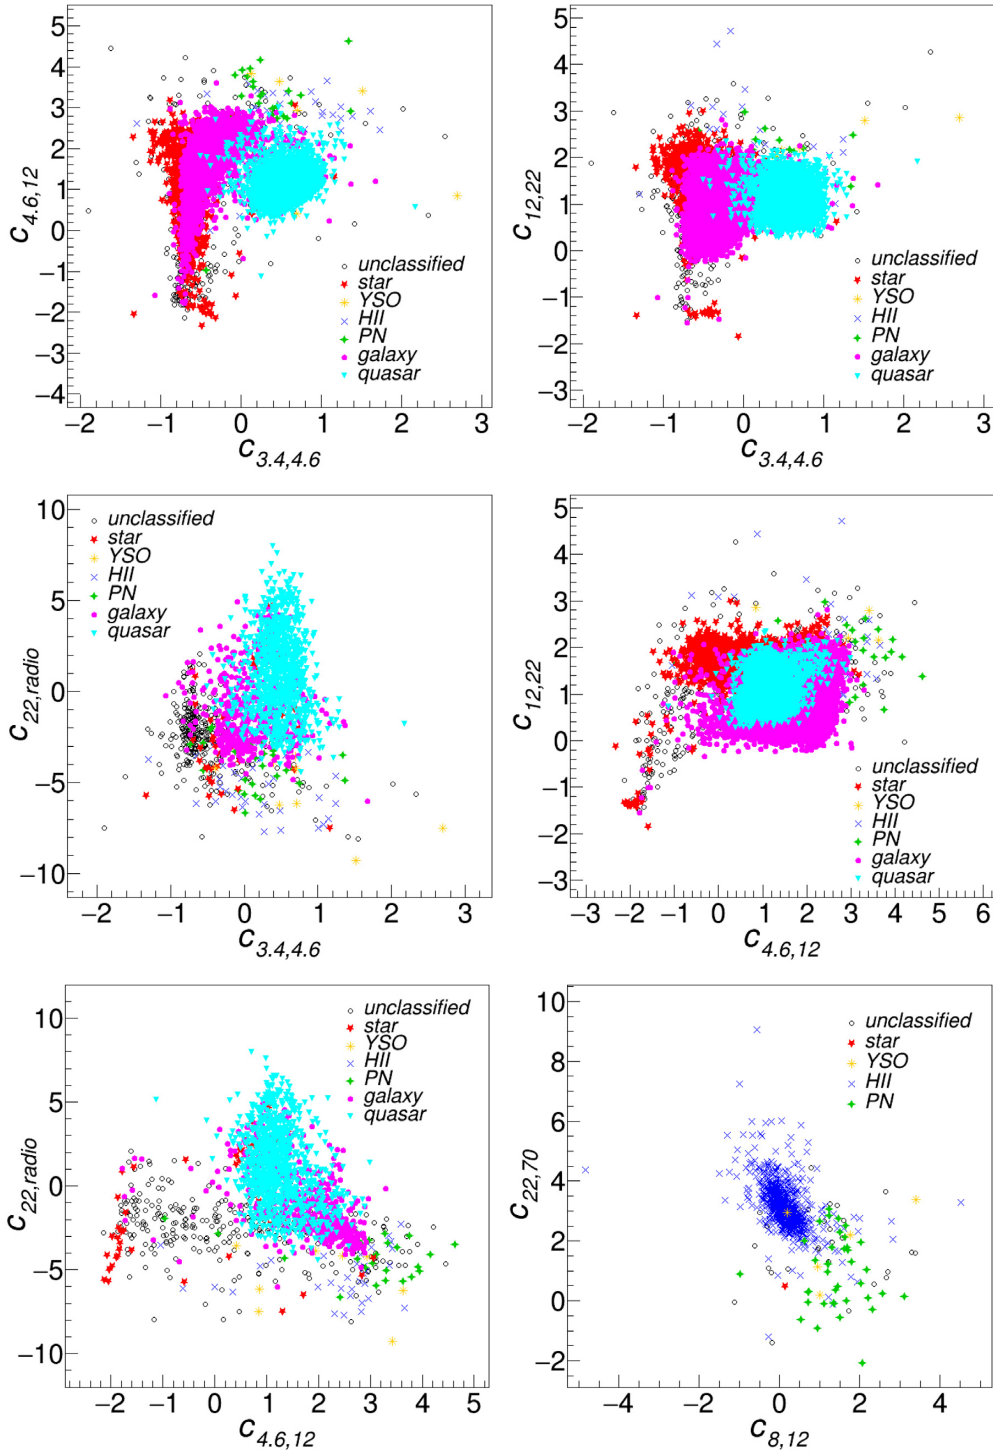 5
4
3
2
1
0
−1
−2
−3
−4
c4.6,12
unclassified
star
YSO
HII
PN
galaxy
quasar
−2 −1 0 1 2 3
c3.4,4.6
5
4
3
2
1
0
−1
−2
−3
c12,22
unclassified
star
YSO
HII
PN
galaxy
quasar
−2 −1 0 1 2 3
c3.4,4.6
10
5
0
−5
−10
c22,radio
unclassified
star
YSO
HII
PN
galaxy
quasar
−2 −1 0 1 2 3
c3.4,4.6
5
4
3
2
1
0
−1
−2
−3
c12,22
unclassified
star
YSO
HII
PN
galaxy
quasar
−3 −2 −1 0 1 2 3 4 5 6
c4.6,12
10
5
0
−5
−10
c22,radio
unclassified
star
YSO
HII
PN
galaxy
quasar
−2 −1 0 1 2 3 4 5
c4.6,12
10
8
6
4
2
0
−2
c22,70
unclassified
star
YSO
HII
PN
−4 −2 0 2 4
c8,12